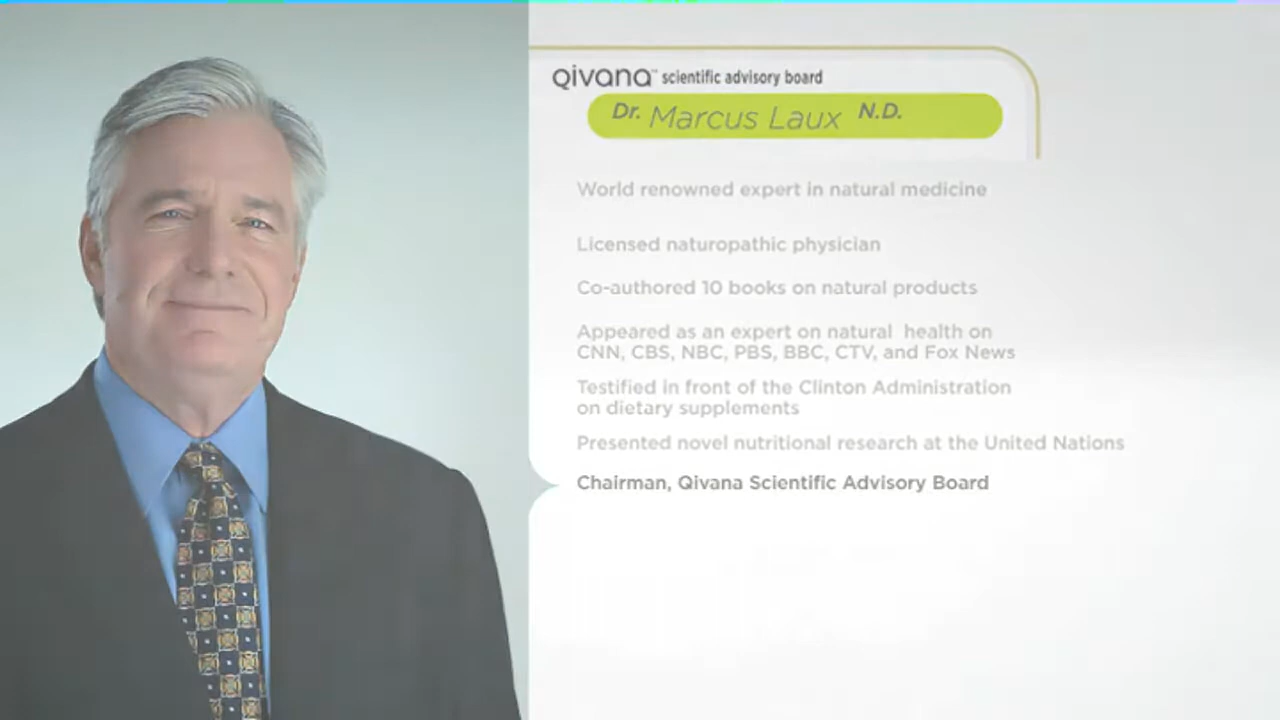 qivana™ scientific advisory board
Dr. Marcus Laux N.D.
World renowned expert in natural medicine
Licensed naturopathic physician
Co-authored 10 books on natural products
Appeared as an expert on natural health on
CNN, CBS, NBC, PBS, BBC, CTV, and Fox News
Testified in front of the Clinton Administration
on dietary supplements
Presented novel nutritional research at the United Nations
Chairman, Qivana Scientific Advisory Board